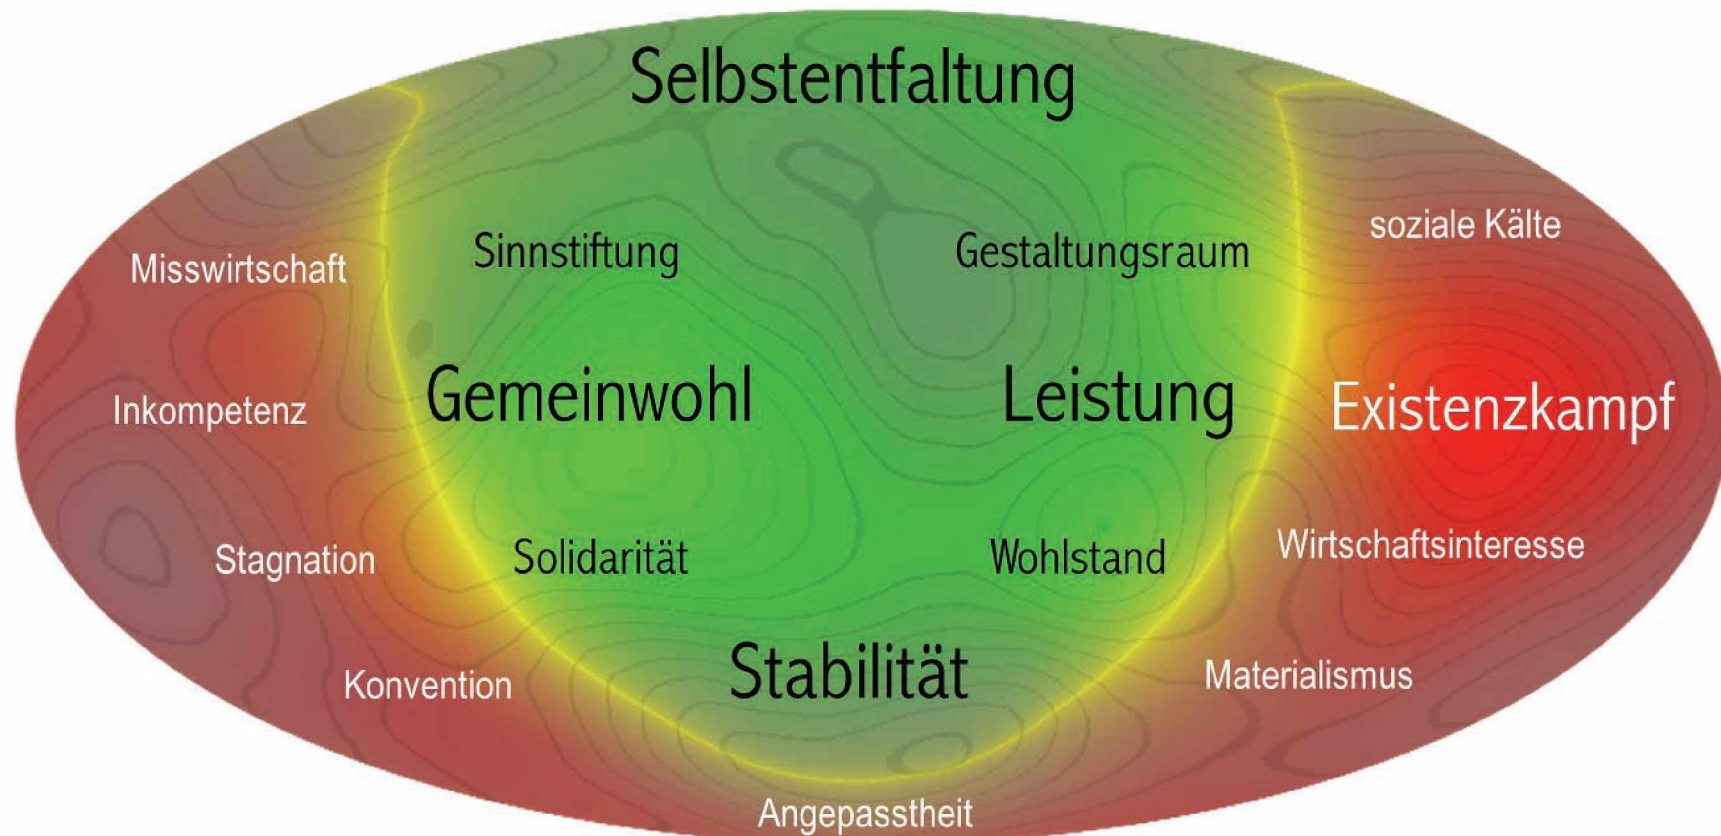 Selbstentfaltung
soziale Kälte
Misswirtschaft
Sinnstiftung
Gestaltungsraum
Inkompetenz
Gemeinwohl
Leistung
Existenzkampf
Stagnation
Solidarität
Wohlstand
Wirtschaftsinteresse
Konvention
Stabilität
Materialismus
Angepasstheit